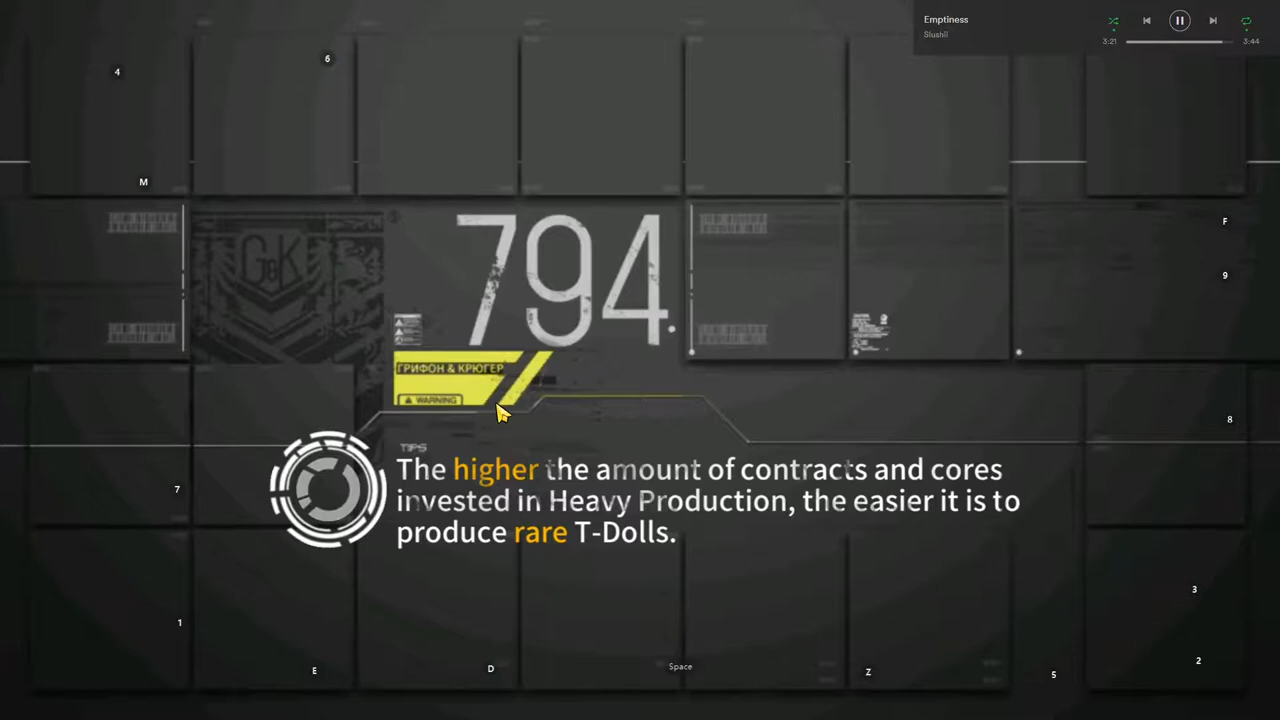 Emptiness
Slushii
3:21
3:44
4
6
M
F
9
G&K
794.
ГРИФОН & КРЮГЕР
WARNING
8
TIPS
The higher the amount of contracts and cores
invested in Heavy Production, the easier it is to
produce rare T-Dolls.
7
3
1
E
D
Space
Z
5
2